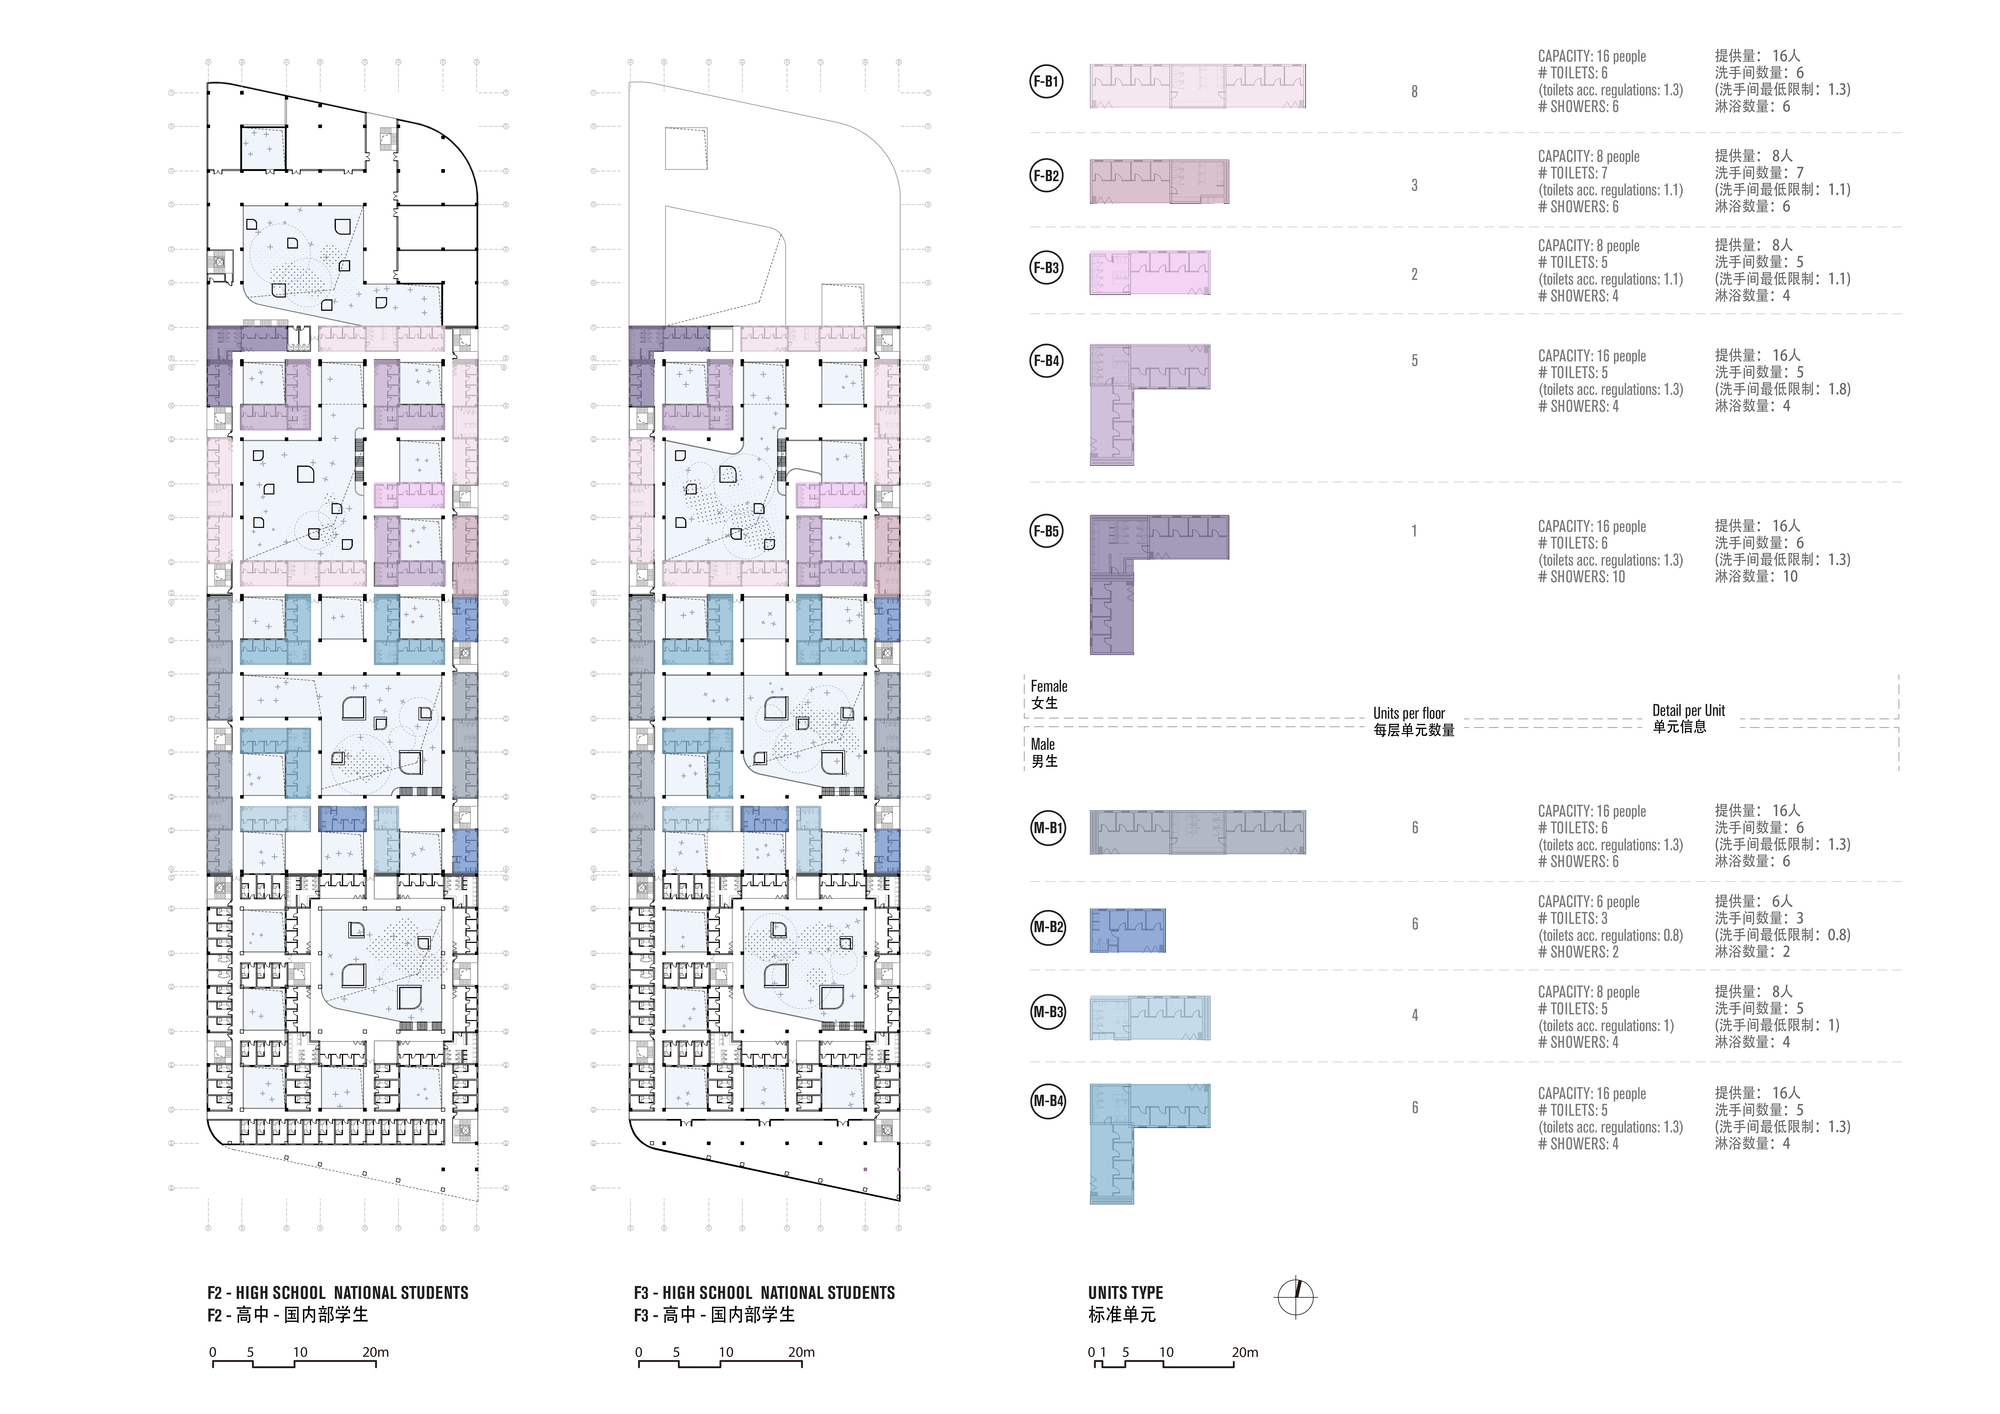 F-B1
8
CAPACITY: 16 people
# TOILETS: 6
(toilets acc. regulations: 1.3)
# SHOWERS: 6
提供量： 16人
洗手间数量：6
(洗手间最低限制：1.3)
淋浴数量：6
F-B2
3
CAPACITY: 8 people
# TOILETS: 7
(toilets acc. regulations: 1.1)
# SHOWERS: 6
提供量： 8人
洗手间数量：7
(洗手间最低限制：1.1)
淋浴数量：6
F-B3
2
CAPACITY: 8 people
# TOILETS: 5
(toilets acc. regulations: 1.1)
# SHOWERS: 4
提供量： 8人
洗手间数量：5
(洗手间最低限制：1.1)
淋浴数量：4
F-B4
5
CAPACITY: 16 people
# TOILETS: 5
(toilets acc. regulations: 1.3)
# SHOWERS: 4
提供量： 16人
洗手间数量：5
(洗手间最低限制：1.8)
淋浴数量：4
F-B5
1
CAPACITY: 16 people
# TOILETS: 6
(toilets acc. regulations: 1.3)
# SHOWERS: 10
提供量： 16人
洗手间数量：6
(洗手间最低限制：1.3)
淋浴数量：10
Female
女生
Units per floor
每层单元数量
Detail per Unit
单元信息
Male
男生
M-B1
6
CAPACITY: 16 people
# TOILETS: 6
(toilets acc. regulations: 1.3)
# SHOWERS: 6
提供量： 16人
洗手间数量：6
(洗手间最低限制：1.3)
淋浴数量：6
M-B2
6
CAPACITY: 6 people
# TOILETS: 3
(toilets acc. regulations: 0.8)
# SHOWERS: 2
提供量： 6人
洗手间数量：3
(洗手间最低限制：0.8)
淋浴数量：2
M-B3
4
CAPACITY: 8 people
# TOILETS: 5
(toilets acc. regulations: 1)
# SHOWERS: 4
提供量： 8人
洗手间数量：5
(洗手间最低限制：1)
淋浴数量：4
M-B4
6
CAPACITY: 16 people
# TOILETS: 5
(toilets acc. regulations: 1.3)
# SHOWERS: 4
提供量： 16人
洗手间数量：5
(洗手间最低限制：1.3)
淋浴数量：4
F2 - HIGH SCHOOL NATIONAL STUDENTS
F2 - 高中 - 国内部学生
0 5 10 20m
F3 - HIGH SCHOOL NATIONAL STUDENTS
F3 - 高中 - 国内部学生
0 5 10 20m
UNITS TYPE
标准单元
0 1 5 10 20m